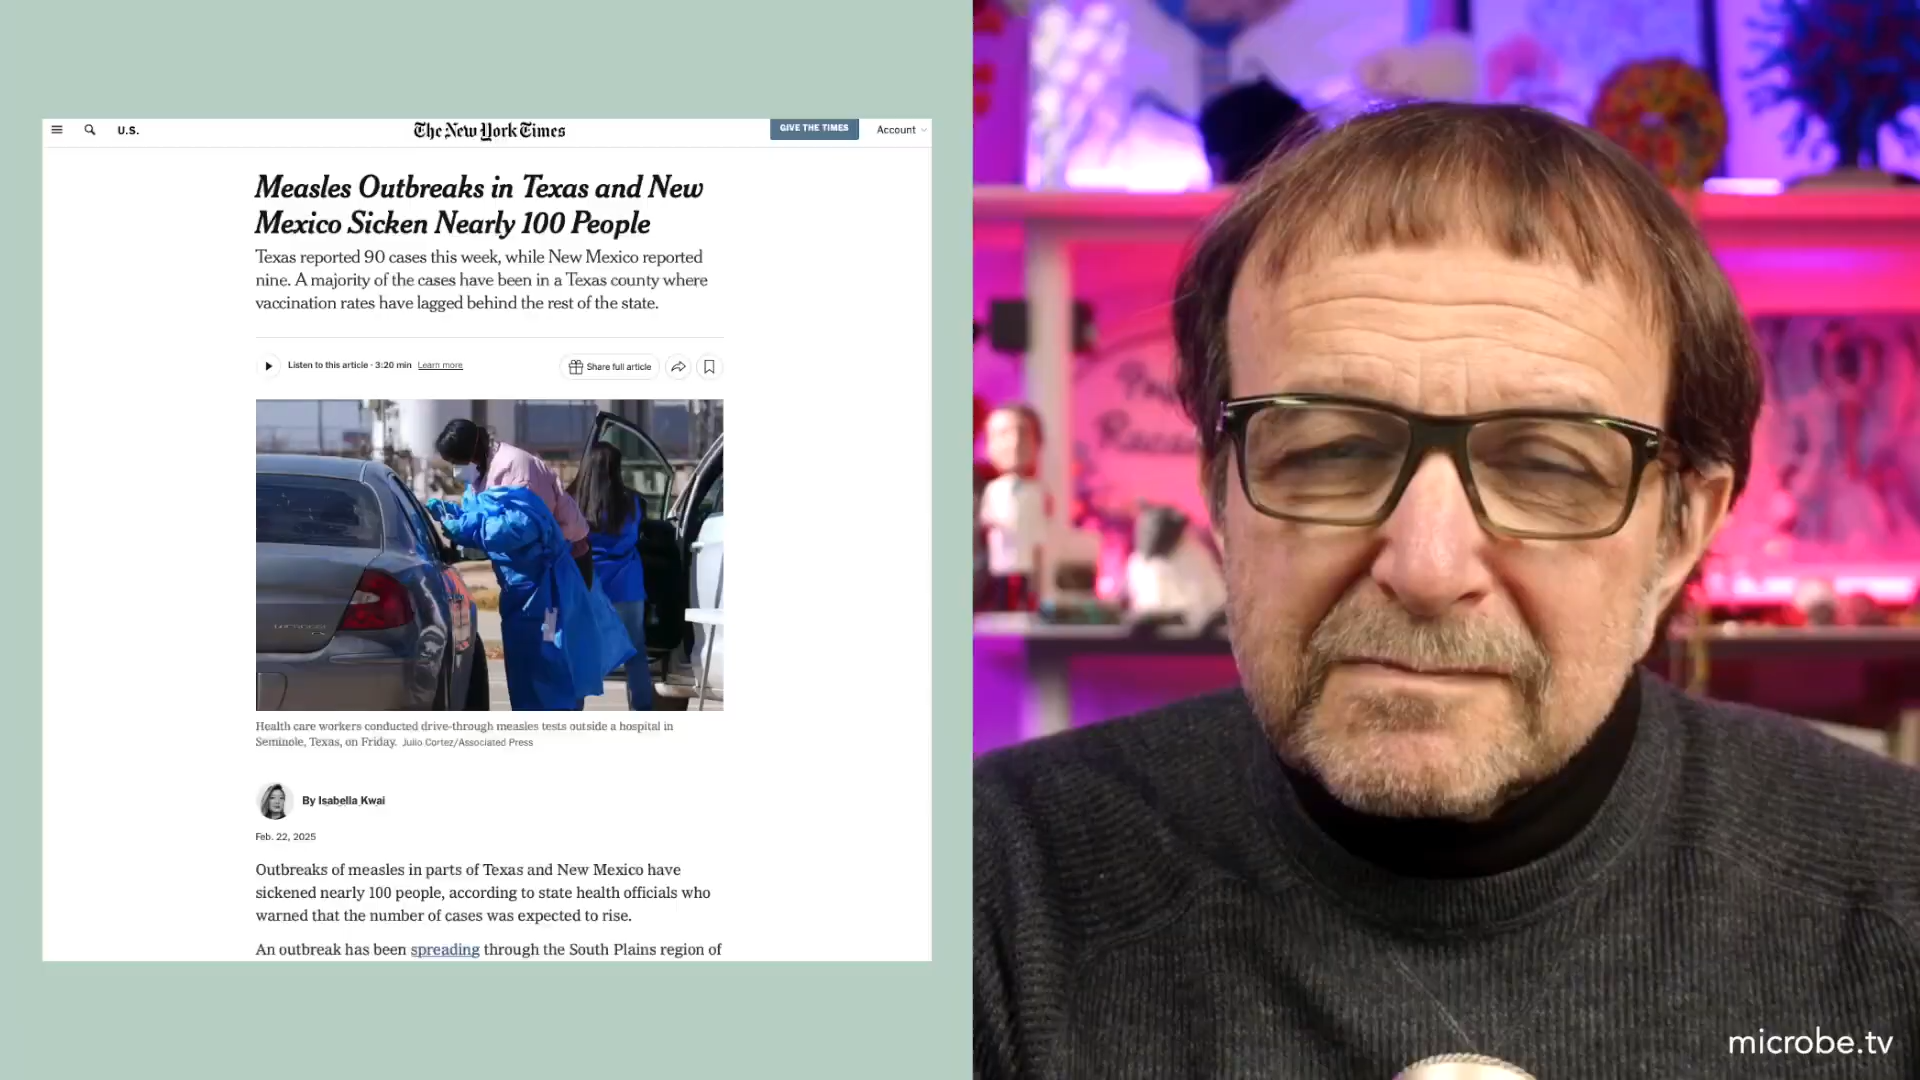 U.S.
The New York Times
GIVE THE TIMES
Account
Measles Outbreaks in Texas and New
Mexico Sicken Nearly 100 People
Texas reported 90 cases this week, while New Mexico reported
nine. A majority of the cases have been in a Texas county where
vaccination rates have lagged behind the rest of the state.
Listen to this article · 3:20 min Learn more
Share full article
Health care workers conducted drive-through measles tests outside a hospital in
Seminole, Texas, on Friday. Julio Cortez/Associated Press
By Isabella Kwai
Feb. 22, 2025
Outbreaks of measles in parts of Texas and New Mexico have
sickened nearly 100 people, according to state health officials who
warned that the number of cases was expected to rise.
An outbreak has been spreading through the South Plains region of
microbe.tv